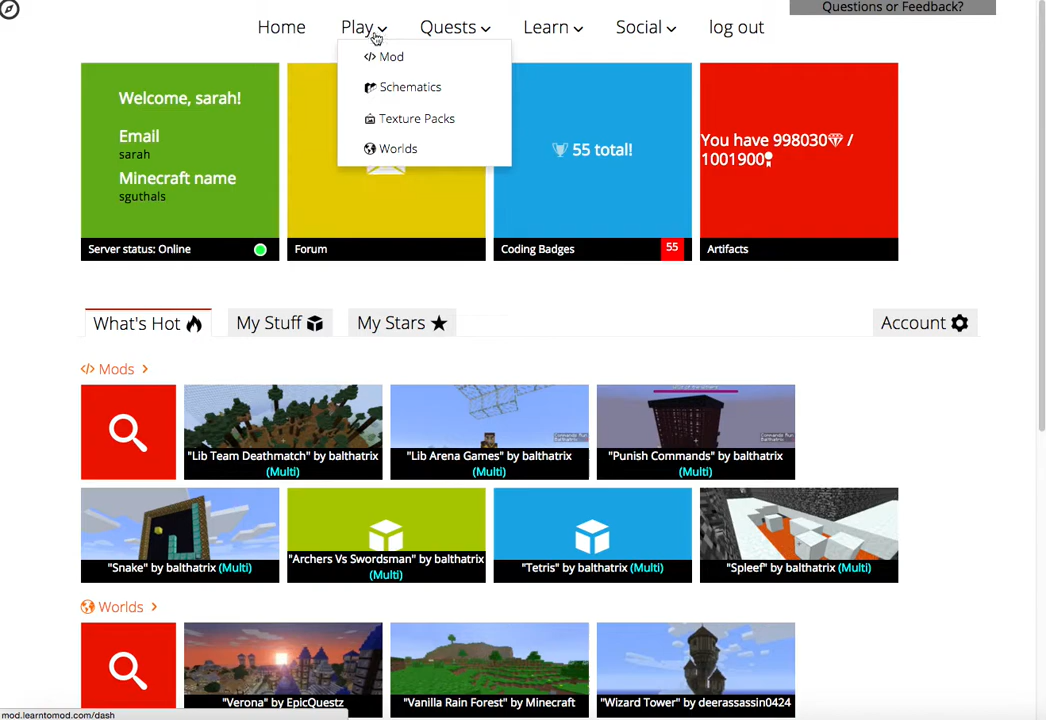 Questions or Feedback?
Home Play Quests Learn Social log out
Mod
Schematics
Texture Packs
Worlds
Welcome, sarah!
Email
sarah
Minecraft name
sguthals
Server status: Online
Forum
55 total!
Coding Badges 55
You have 998030 /
1001900
Artifacts
What's Hot My Stuff My Stars Account
Mods
"Lib Team Deathmatch" by balthatrix
(Multi)
"Lib Arena Games" by balthatrix
(Multi)
"Punish Commands" by balthatrix
(Multi)
"Snake" by balthatrix (Multi)
"Archers Vs Swordsman" by balthatrix
(Multi)
"Tetris" by balthatrix (Multi)
"Spleef" by balthatrix (Multi)
Worlds
"Verona" by EpicQuestz
"Vanilla Rain Forest" by Minecraft
"Wizard Tower" by deerassassin0424
mod.learntomod.com/dash